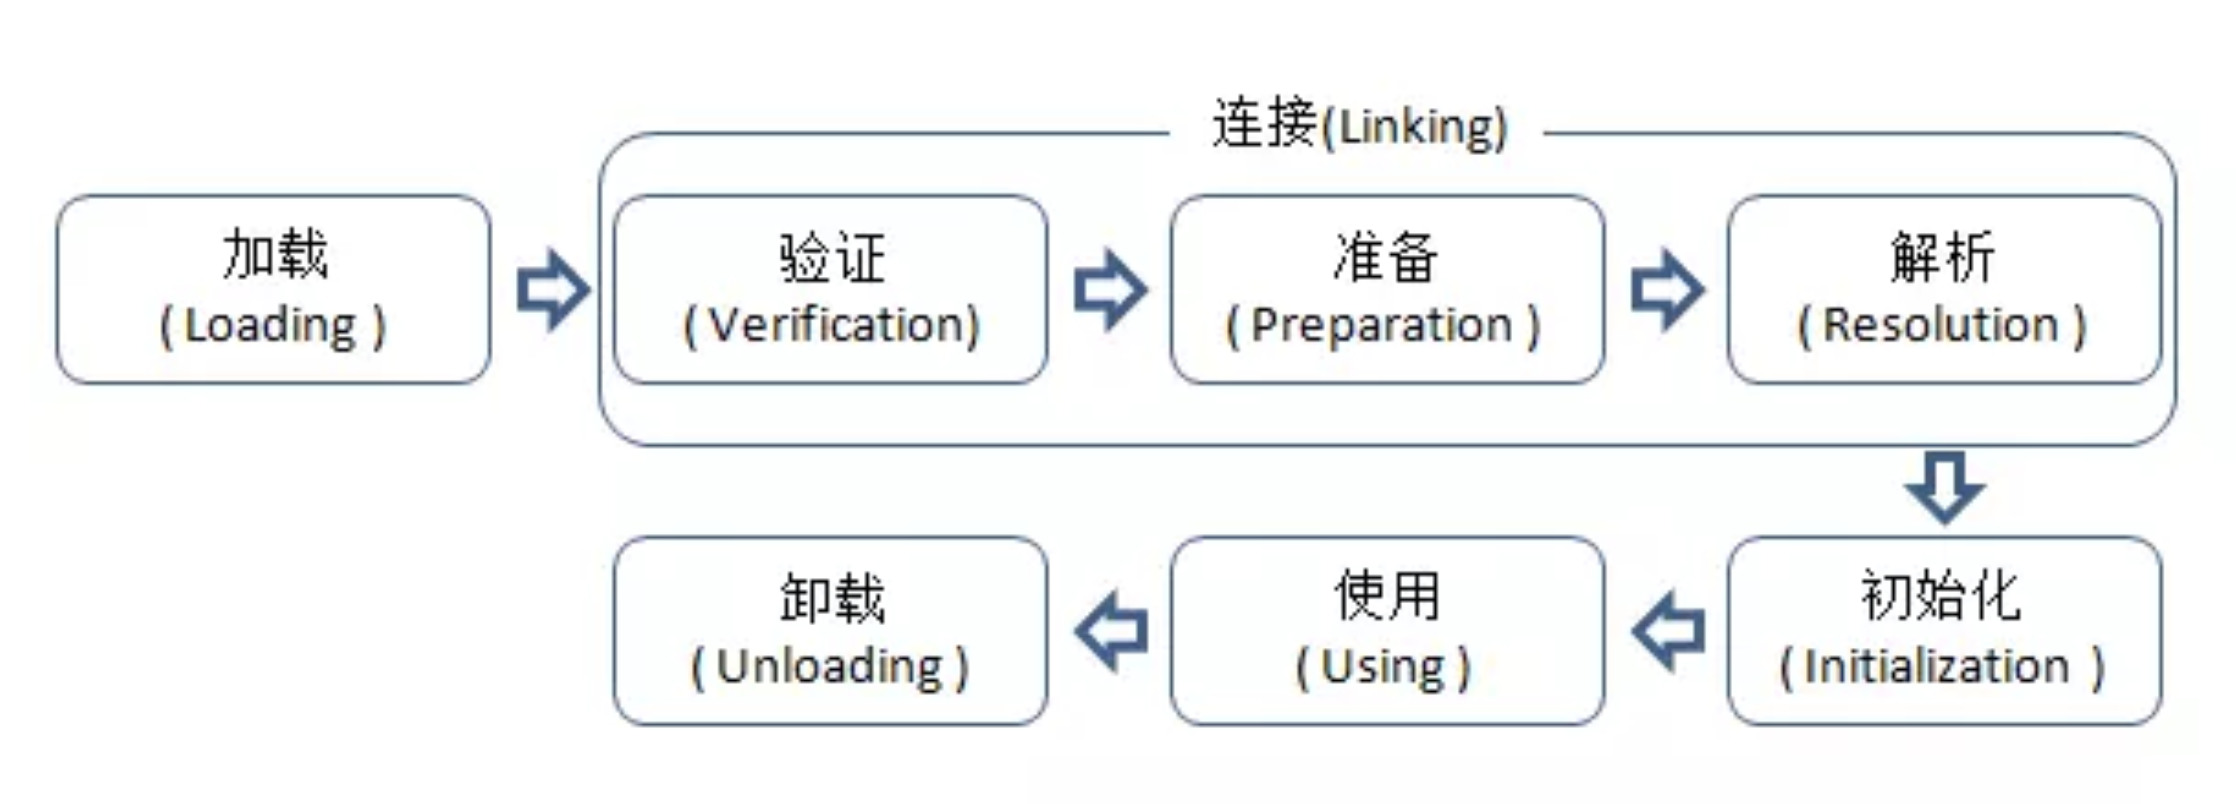 连接(Linking)
加载
( Loading )
验证
( Verification)
准备
( Preparation )
解析
( Resolution )
卸载
( Unloading )
使用
( Using )
初始化
( Initialization )